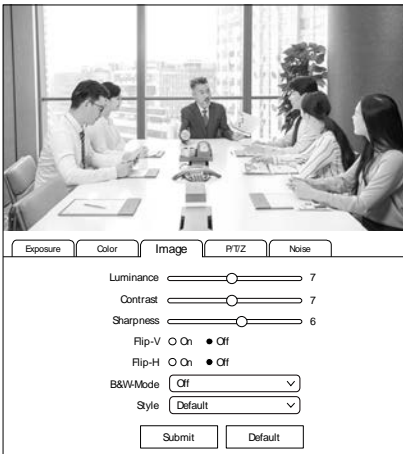 Exposure Color Image P/T/Z Noise
Luminance 7
Contrast 7
Sharpness 6
Flip-V On Off
Flip-H On Off
B&W-Mode Off
Style Default
Submit Default